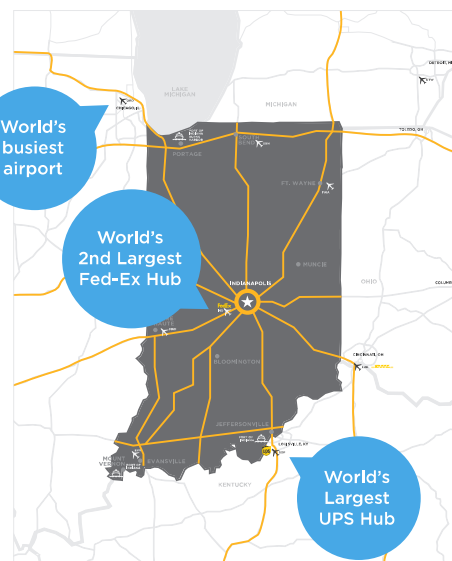 LAKE
MICHIGAN
MICHIGAN
DETROIT, MI
CHICAGO, IL
TOLEDO, OH
World's
busiest
airport
PORTAGE
SOUTH
BEND
FT. WAYNE
World's
2nd Largest
Fed-Ex Hub
MUNCIE
INDIANAPOLIS
OHIO
FedEx
BLOOMINGTON
CINCINNATI, OH
JEFFERSONVILLE
LOUISVILLE, KY
MOUNT
VERNON
EVANSVILLE
KENTUCKY
World's
Largest
UPS Hub